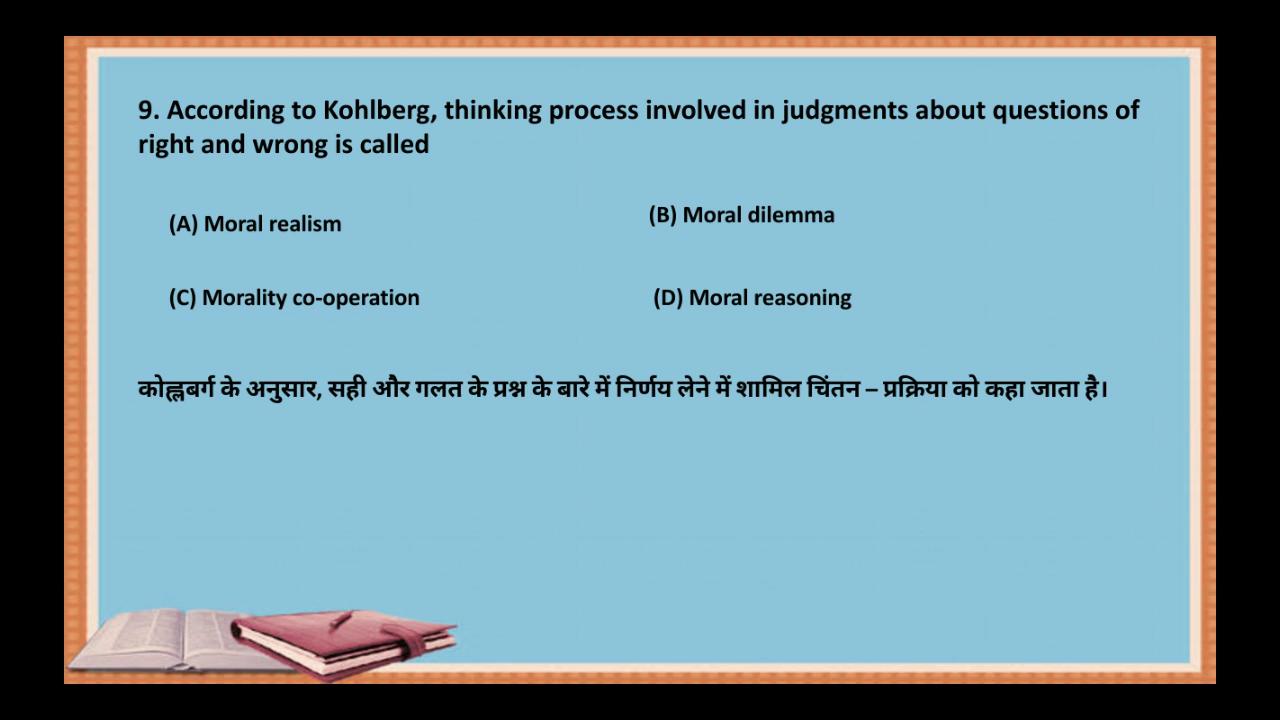 9. According to Kohlberg, thinking process involved in judgments about questions of
right and wrong is called
(A) Moral realism
(B) Moral dilemma
(C) Morality co-operation
(D) Moral reasoning
कोह्लबर्ग के अनुसार, सही और गलत के प्रश्न के बारे में निर्णय लेने में शामिल चिंतन – प्रक्रिया को कहा जाता है।